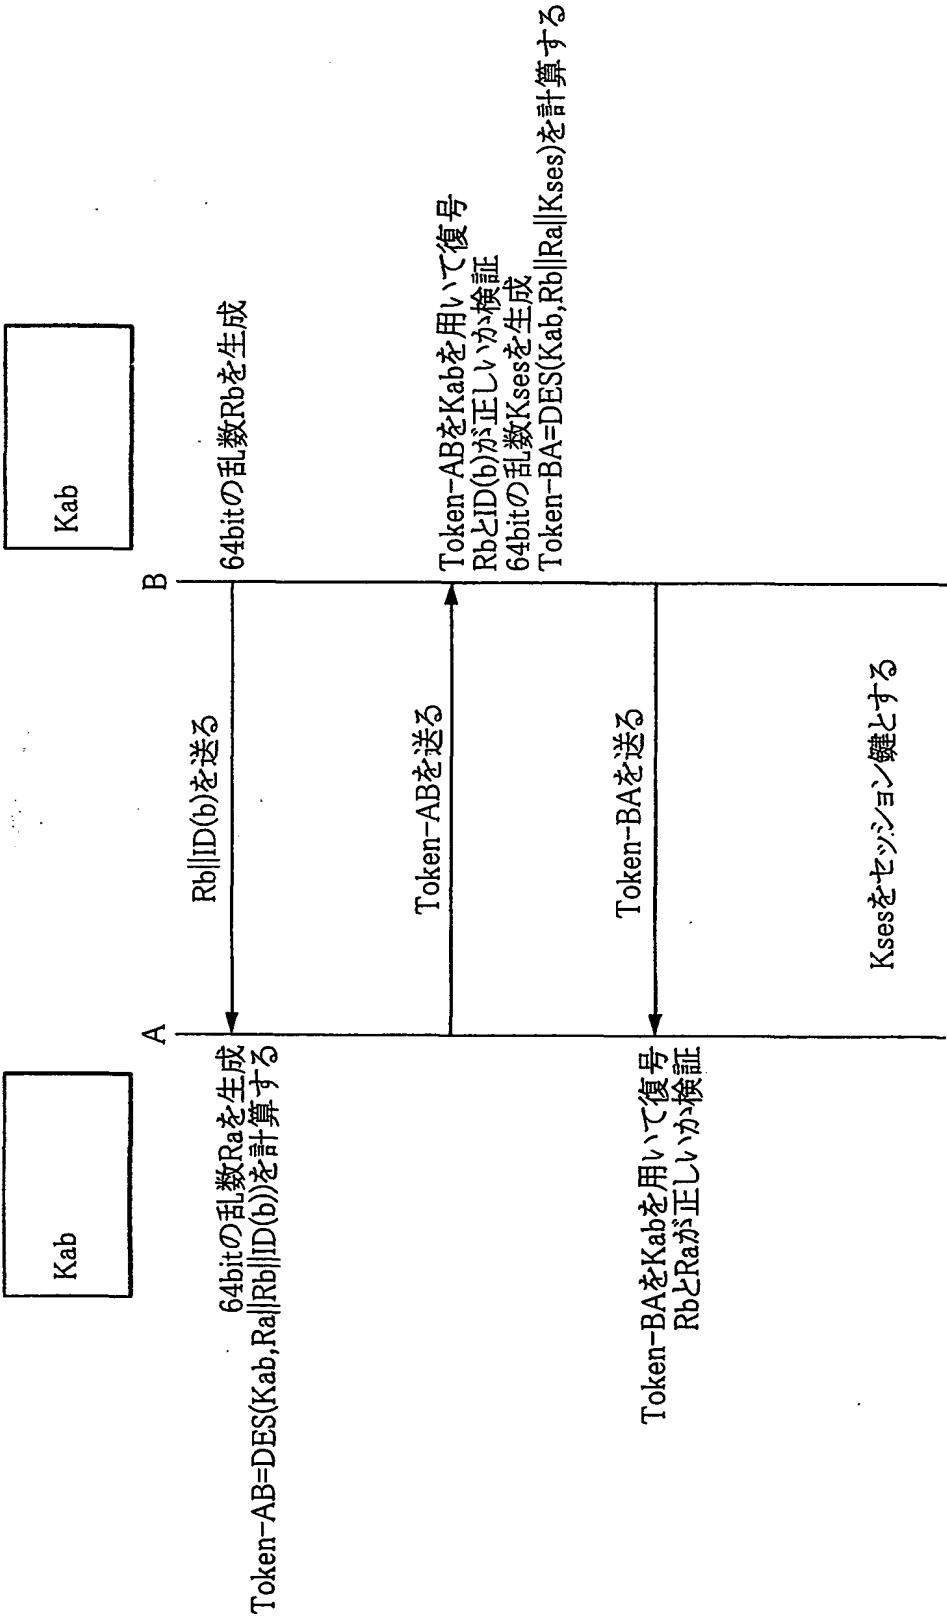 Kab
Kab
A
B
64bitの乱数Rbを生成
Rb||ID(b)を送る
64bitの乱数Raを生成
Token-AB=DES(Kab,Ra||Rb||ID(b))を計算する
Token-ABを送る
Token-ABをKabを用いて復号
RbとID(b)が正しいか検証
64bitの乱数Ksesを生成
Token-BA=DES(Kab,Rb||Ra||Kses)を計算する
Token-BAを送る
Token-BAをKabを用いて復号
RbとRaが正しいか検証
Ksesをセッション鍵とする